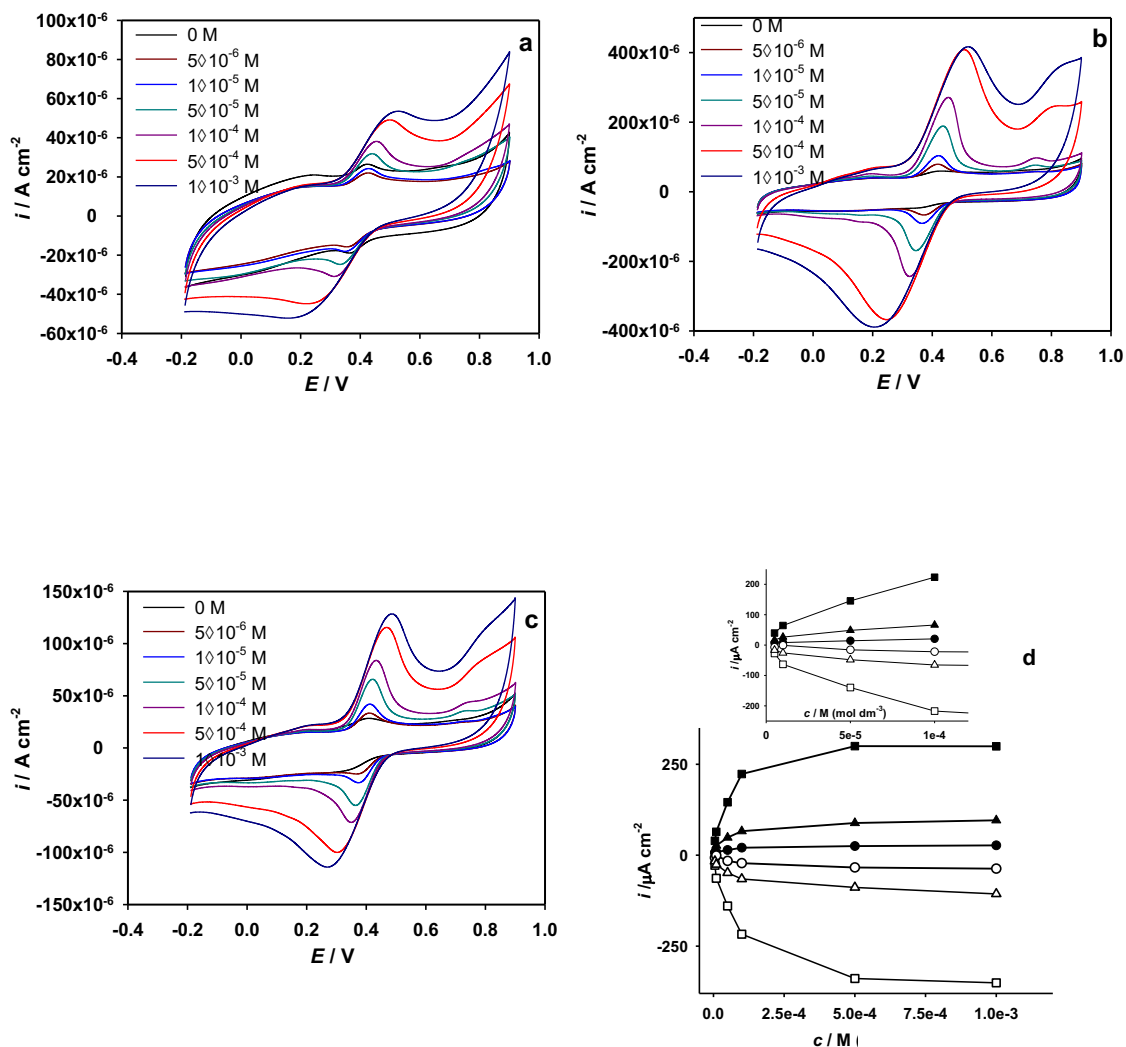 a
100x10⁻⁶
80x10⁻⁶
60x10⁻⁶
40x10⁻⁶
20x10⁻⁶
0
-20x10⁻⁶
-40x10⁻⁶
-60x10⁻⁶
i / A cm⁻²
0 M
5◊10⁻⁶ M
1◊10⁻⁵ M
5◊10⁻⁵ M
1◊10⁻⁴ M
5◊10⁻⁴ M
1◊10⁻³ M
-0.4 -0.2 0.0 0.2 0.4 0.6 0.8 1.0
E / V
b
400x10⁻⁶
200x10⁻⁶
0
-200x10⁻⁶
-400x10⁻⁶
i / A cm⁻²
0 M
5◊10⁻⁶ M
1◊10⁻⁵ M
5◊10⁻⁵ M
1◊10⁻⁴ M
5◊10⁻⁴ M
1◊10⁻³ M
-0.4 -0.2 0.0 0.2 0.4 0.6 0.8 1.0
E / V
c
150x10⁻⁶
100x10⁻⁶
50x10⁻⁶
0
-50x10⁻⁶
-100x10⁻⁶
-150x10⁻⁶
i / A cm⁻²
0 M
5◊10⁻⁶ M
1◊10⁻⁵ M
5◊10⁻⁵ M
1◊10⁻⁴ M
5◊10⁻⁴ M
1◊10⁻³ M
-0.4 -0.2 0.0 0.2 0.4 0.6 0.8 1.0
E / V
d
200
100
0
-100
-200
i /µA cm⁻²
0 5e-5 1e-4
c / M (mol dm⁻³)
250
0
-250
i /µA cm⁻²
0.0 2.5e-4 5.0e-4 7.5e-4 1.0e-3
c / M (